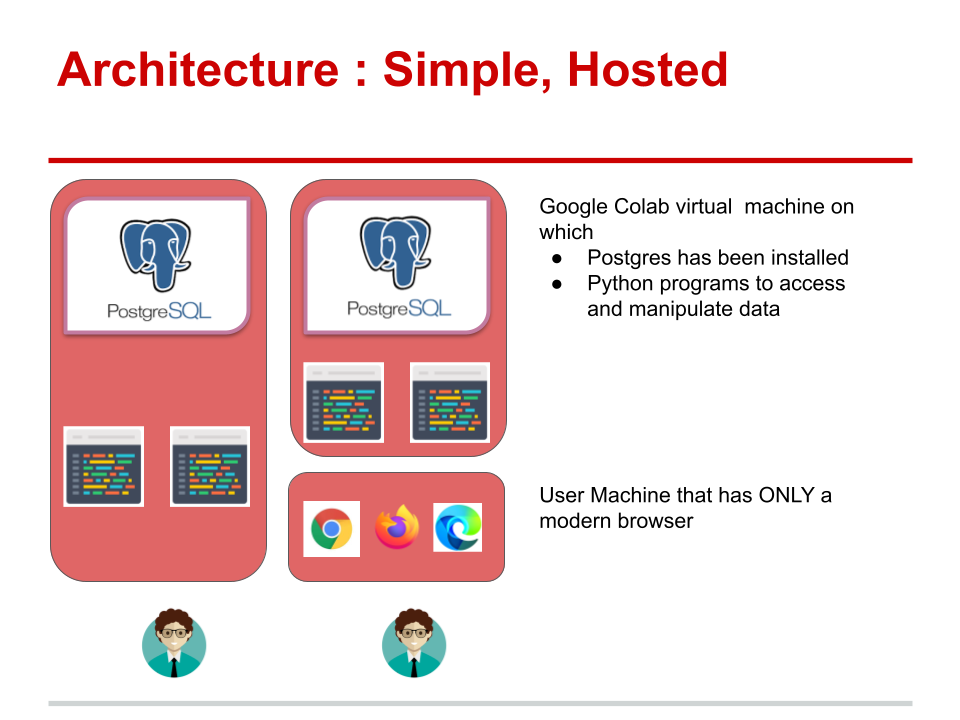 Architecture : Simple, Hosted
PostgreSQL
PostgreSQL
Google Colab virtual  machine on
which
● Postgres has been installed
● Python programs to access
and manipulate data
User Machine that has ONLY a
modern browser